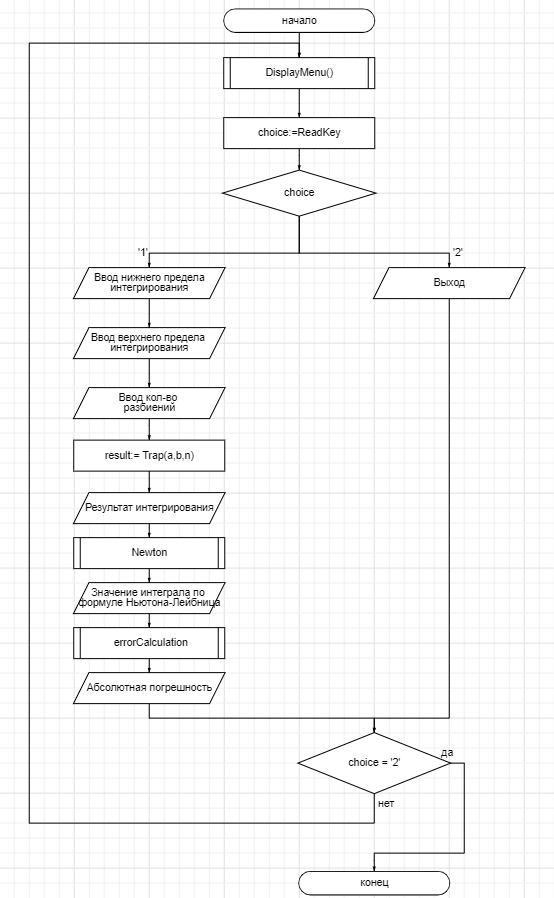 начало
DisplayMenu()
choice:=ReadKey
choice
'1'
'2'
Ввод нижнего предела
интегрирования
Выход
Ввод верхнего предела
интегрирования
Ввод кол-во
разбиений
result:= Trap(a,b,n)
Результат интегрирования
Newton
Значение интеграла по
формуле Ньютона-Лейбница
errorCalculation
Абсолютная погрешность
choice = '2'
да
нет
конец